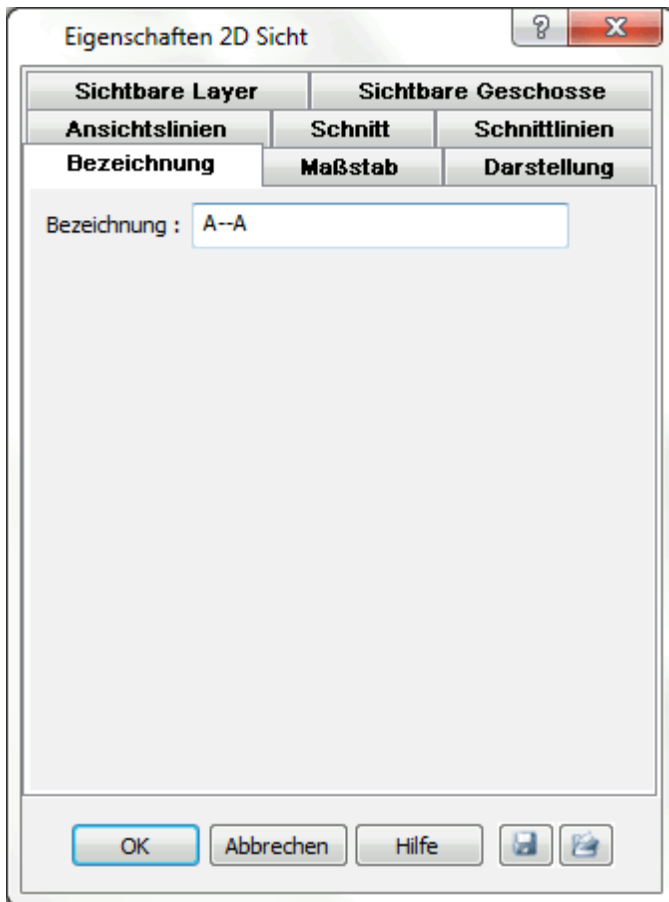 Eigenschaften 2D Sicht
Sichtbare Layer Sichtbare Geschosse
Ansichtslinien Schnitt Schnittlinien
Bezeichnung Maßstab Darstellung
Bezeichnung : A--A
OK Abbrechen Hilfe